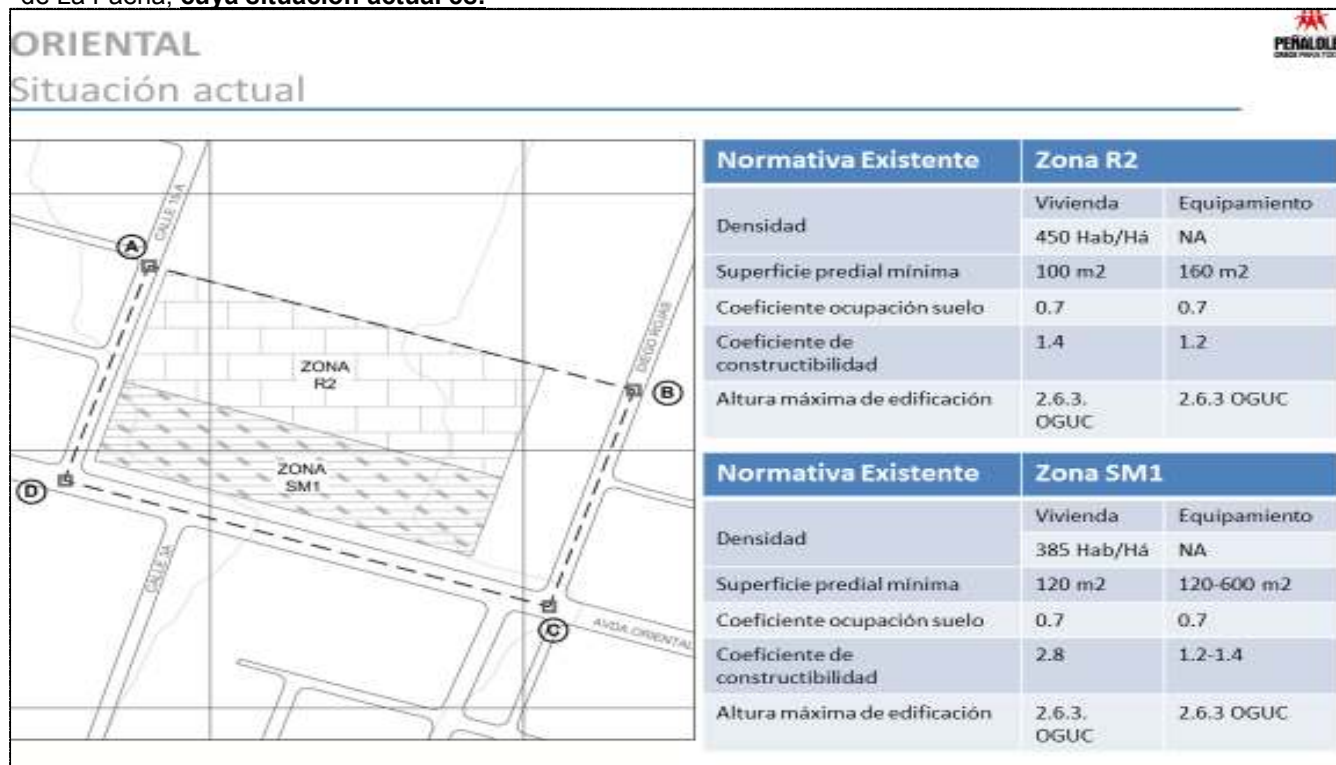 de La Faena, cuya situación actual es:
ORIENTAL
Situación actual
PEÑALOLÉ
CALLE 15 A
A
ZONA
R2
DIEGO ROJAS
B
ZONA
SM1
D
CALLE 3A
C
AVDA. ORIENTAL
Normativa Existente Zona R2
Densidad Vivienda Equipamiento
450 Hab/Há NA
Superficie predial mínima 100 m2 160 m2
Coeficiente ocupación suelo 0.7 0.7
Coeficiente de
constructibilidad 1.4 1.2
Altura máxima de edificación 2.6.3.
OGUC 2.6.3 OGUC
Normativa Existente Zona SM1
Densidad Vivienda Equipamiento
385 Hab/Há NA
Superficie predial mínima 120 m2 120-600 m2
Coeficiente ocupación suelo 0.7 0.7
Coeficiente de
constructibilidad 2.8 1.2-1.4
Altura máxima de edificación 2.6.3.
OGUC 2.6.3 OGUC